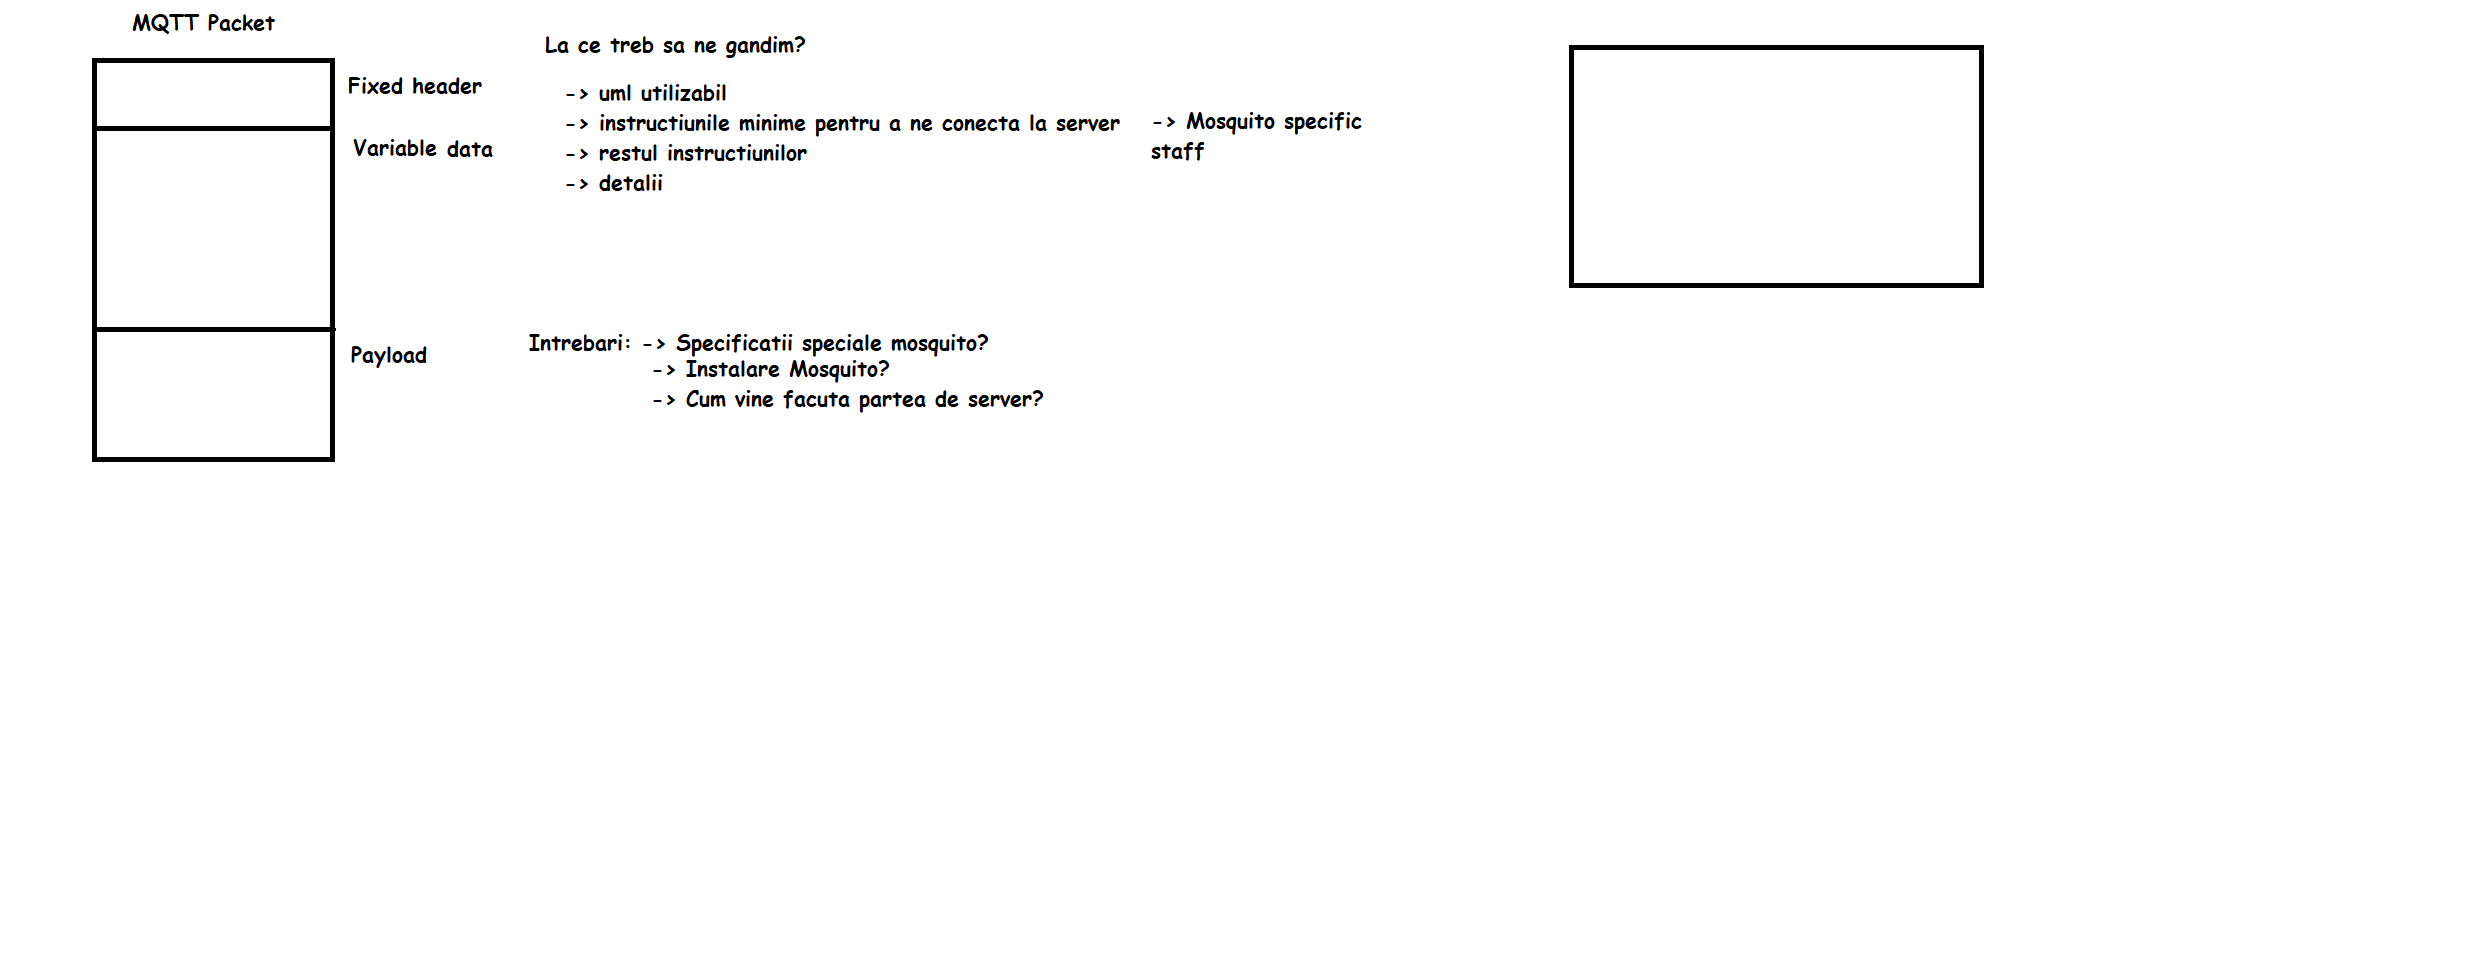 MQTT Packet
Fixed header
Variable data
Payload
La ce treb sa ne gandim?
-> uml utilizabil
-> instructiunile minime pentru a ne conecta la server
-> restul instructiunilor
-> detalii
-> Mosquito specific
staff
Intrebari: -> Specificatii speciale mosquito?
-> Instalare Mosquito?
-> Cum vine facuta partea de server?